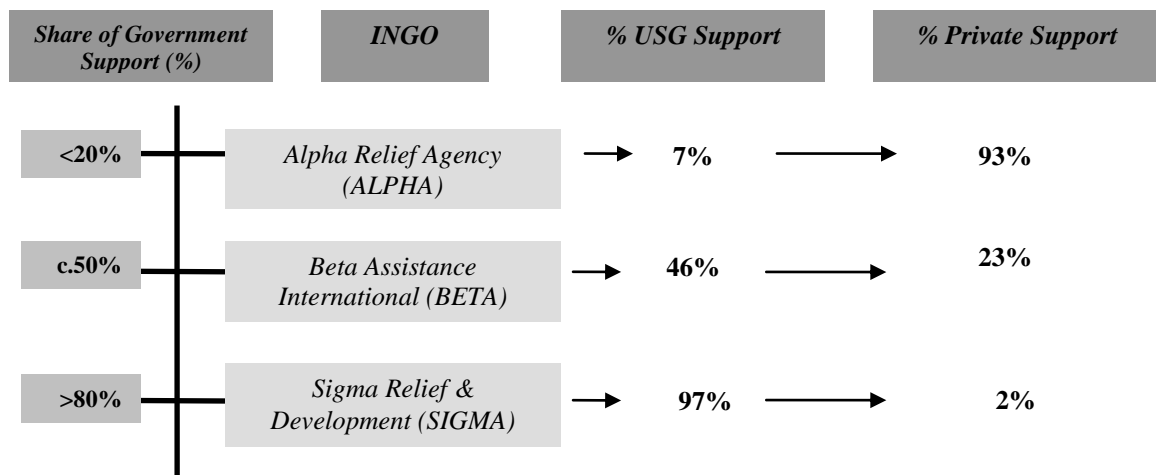 Share of Government
Support (%)
INGO
% USG Support
% Private Support
<20%
Alpha Relief Agency
(ALPHA)
7%
93%
c.50%
Beta Assistance
International (BETA)
46%
23%
>80%
Sigma Relief &
Development (SIGMA)
97%
2%